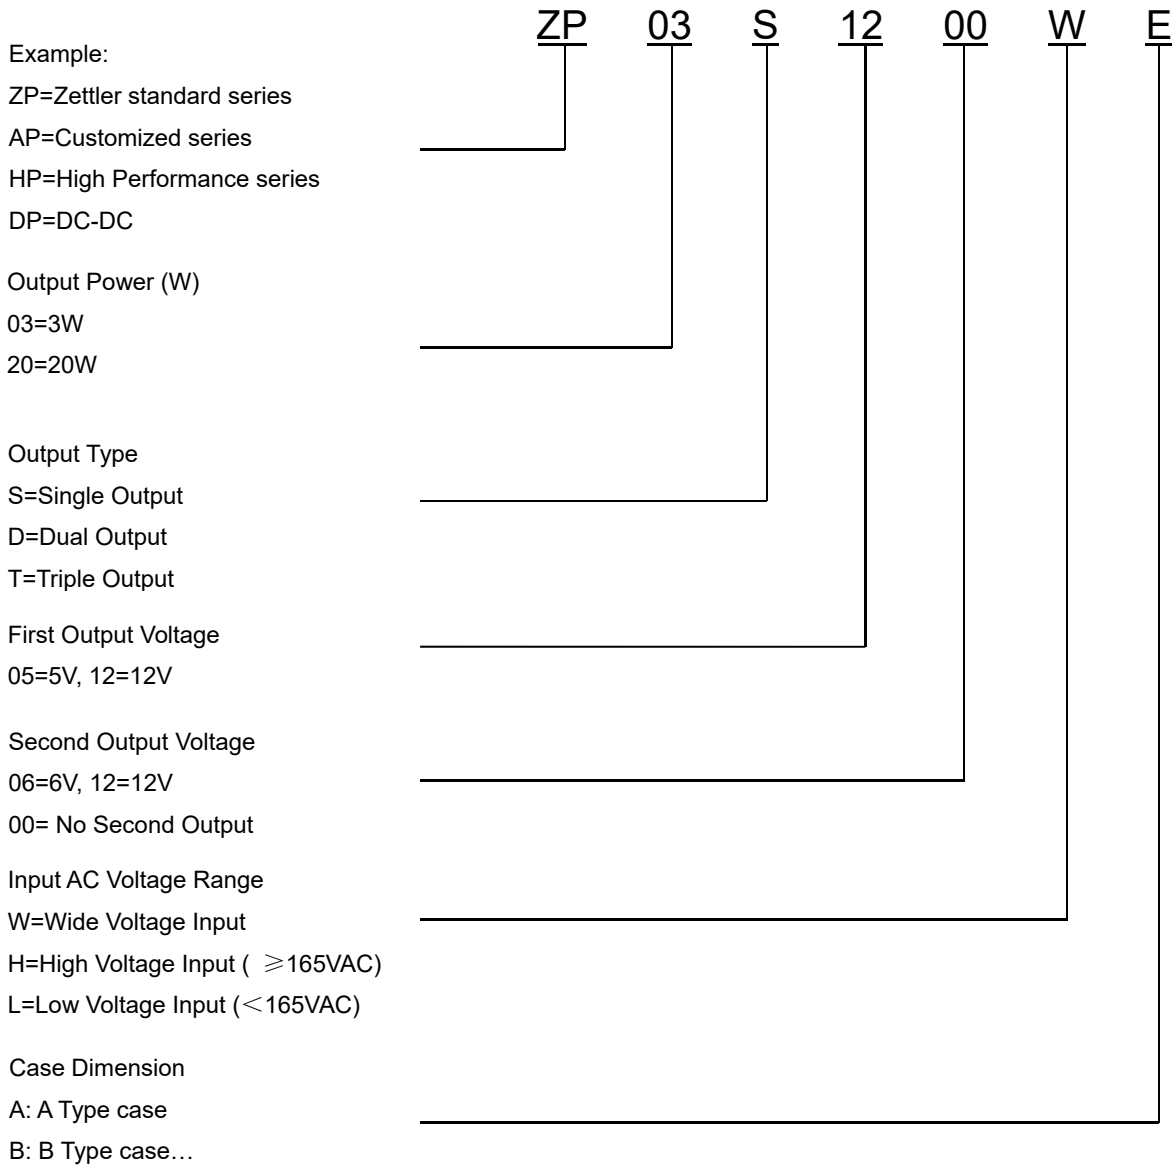 ZP 03 S 12 00 W E
Example:
ZP=Zettler standard series
AP=Customized series
HP=High Performance series
DP=DC-DC
Output Power (W)
03=3W
20=20W
Output Type
S=Single Output
D=Dual Output
T=Triple Output
First Output Voltage
05=5V, 12=12V
Second Output Voltage
06=6V, 12=12V
00= No Second Output
Input AC Voltage Range
W=Wide Voltage Input
H=High Voltage Input ( ≥165VAC)
L=Low Voltage Input (<165VAC)
Case Dimension
A: A Type case
B: B Type case…